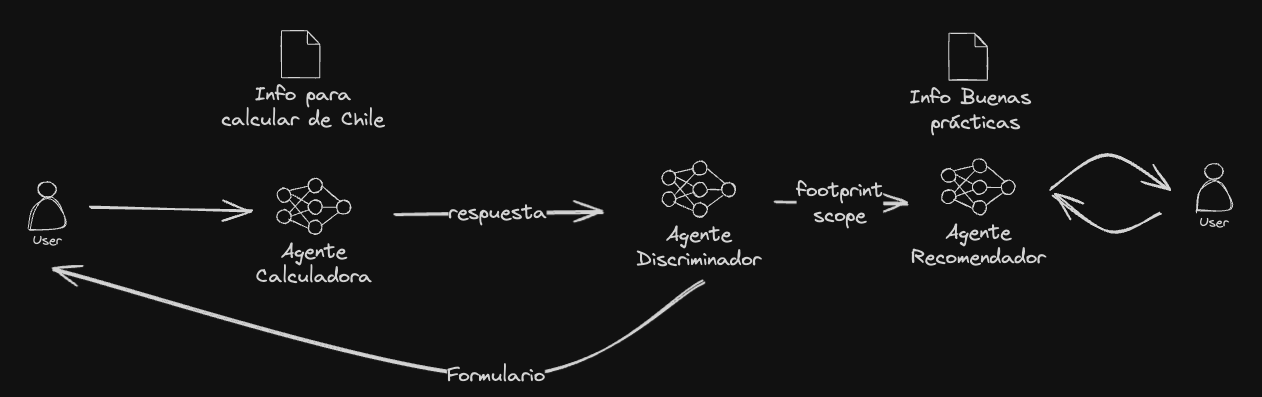 Info para
calcular de Chile
Info Buenas
prácticas
User
Agente
Calculadora
respuesta
Agente
Discriminador
footprint
scope
Agente
Recomendador
User
Formulario